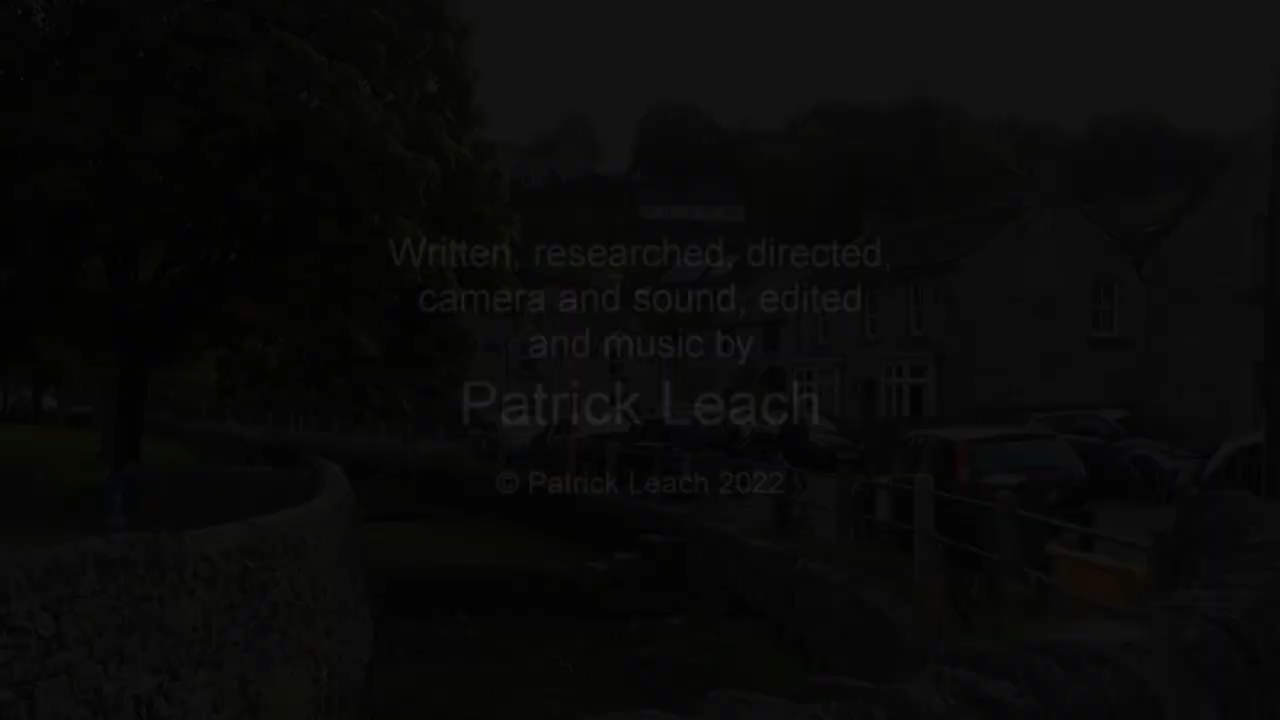 Written, researched, directed,
camera and sound, edited
and music by
Patrick Leach
© Patrick Leach 2022